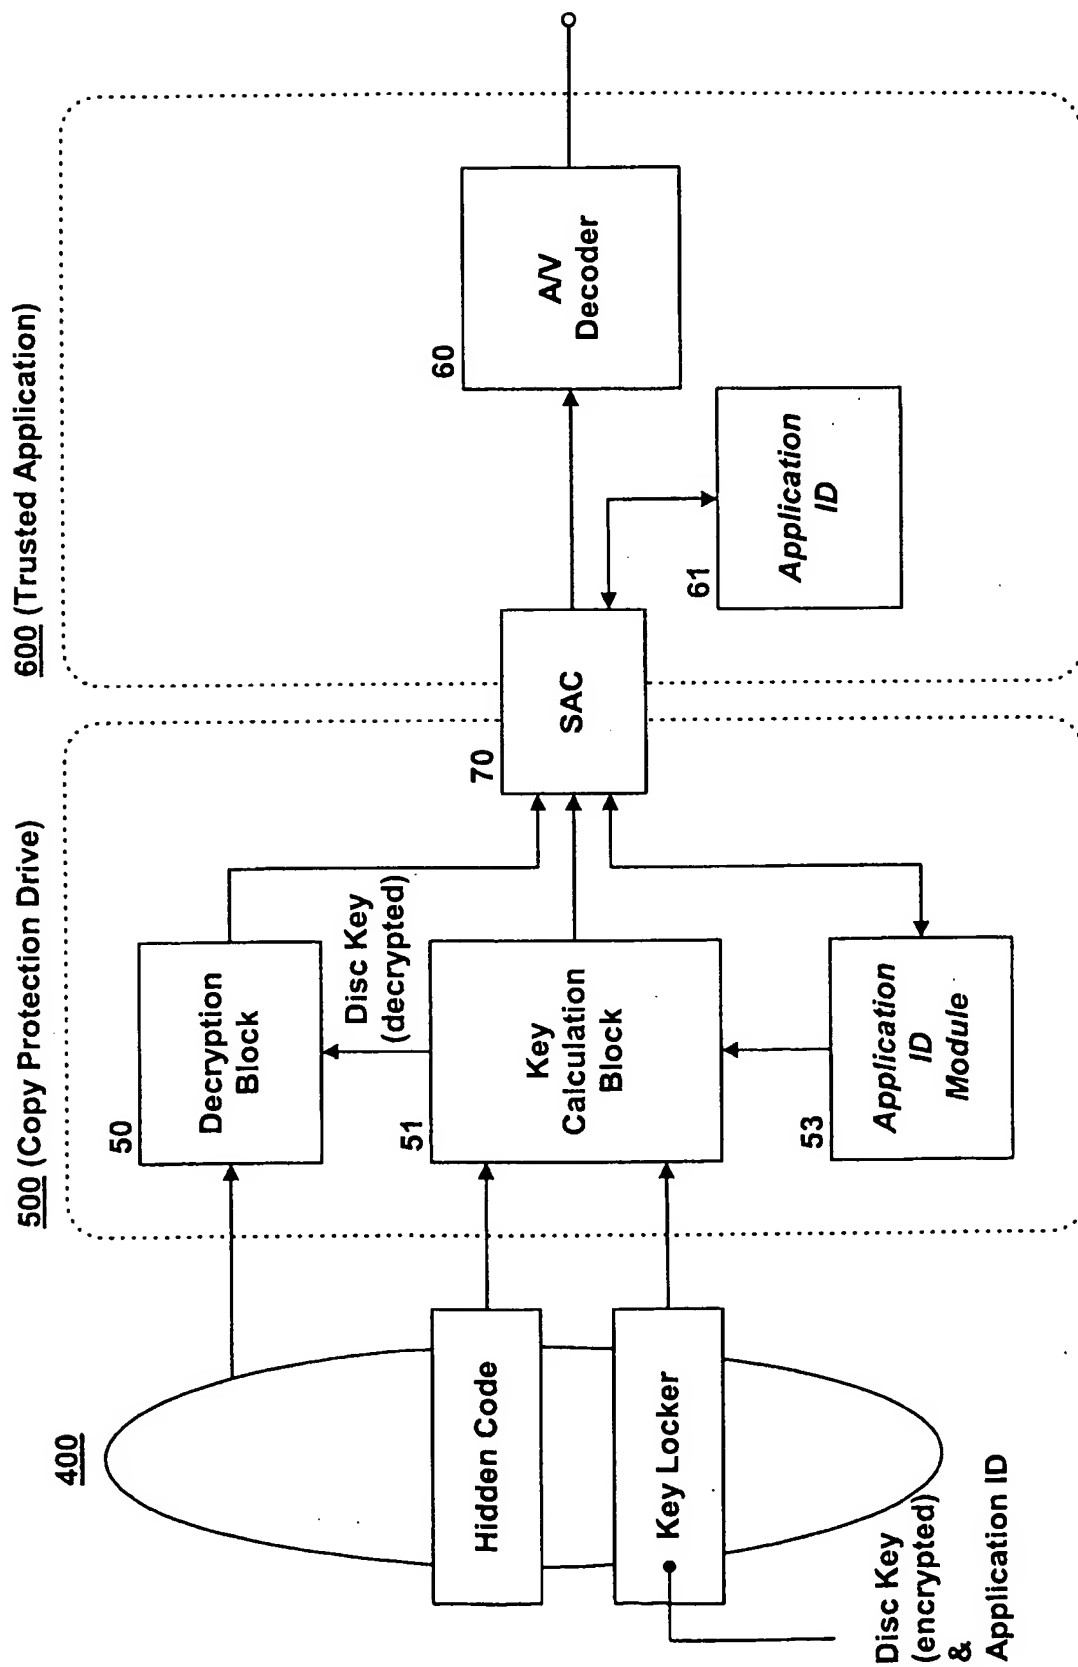 400
Hidden Code
Key Locker
Disc Key
(encrypted)
&
Application ID
500 (Copy Protection Drive)
50
Decryption
Block
Disc Key
(decrypted)
51
Key
Calculation
Block
53
Application
ID
Module
70
SAC
600 (Trusted Application)
60
A/V
Decoder
61
Application
ID